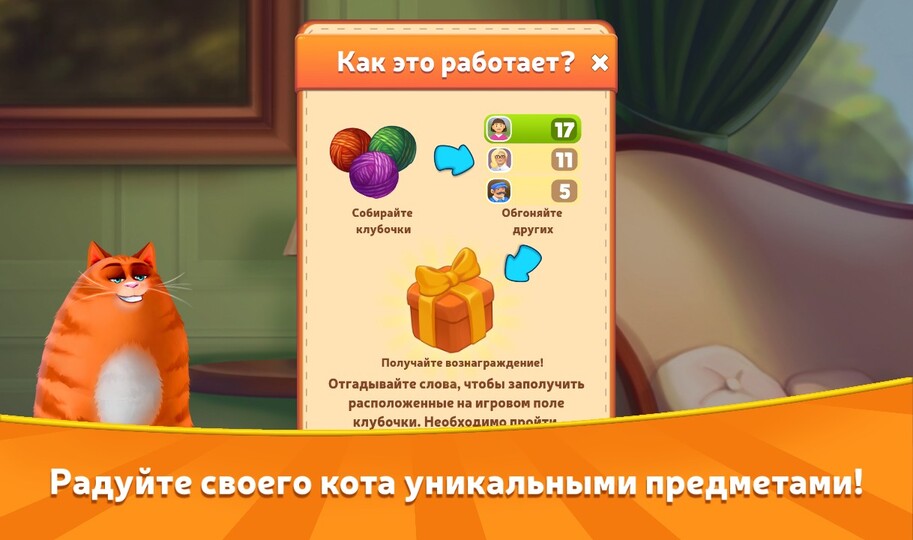 Как это работает?
17
11
5
Собирайте
клубочки
Обгоняйте
других
Получайте вознаграждение!
Отгадывайте слова, чтобы заполучить
расположенные на игровом поле
клубочки. Необходимо пройти
Радуйте своего кота уникальными предметами!